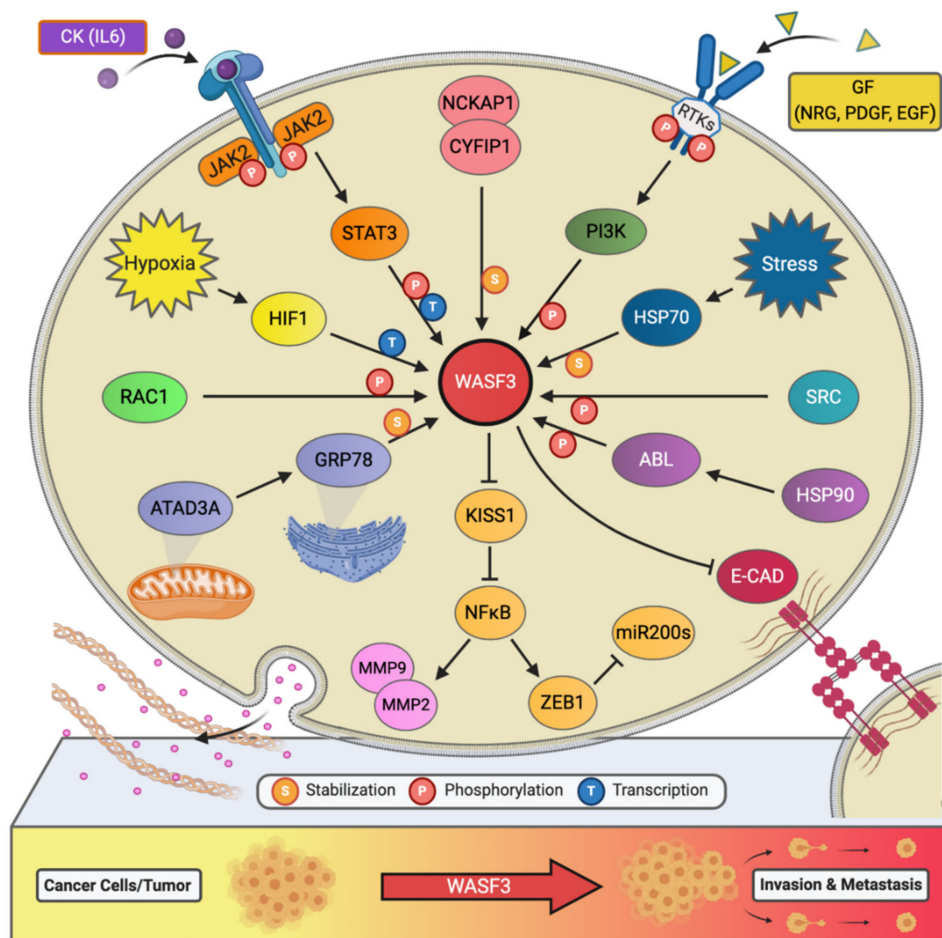 CK (IL6)
JAK2
JAK2
P
P
NCKAP1
CYFIP1
RTKs
P
P
GF
(NRG, PDGF, EGF)
STAT3
PI3K
Hypoxia
Stress
HIF1
HSP70
P
T
S
P
T
S
WASF3
RAC1
P
SRC
P
S
P
GRP78
ABL
ATAD3A
HSP90
KISS1
E-CAD
NFκB
miR200s
MMP9
MMP2
ZEB1
S Stabilization P Phosphorylation T Transcription
Cancer Cells/Tumor
WASF3
Invasion & Metastasis